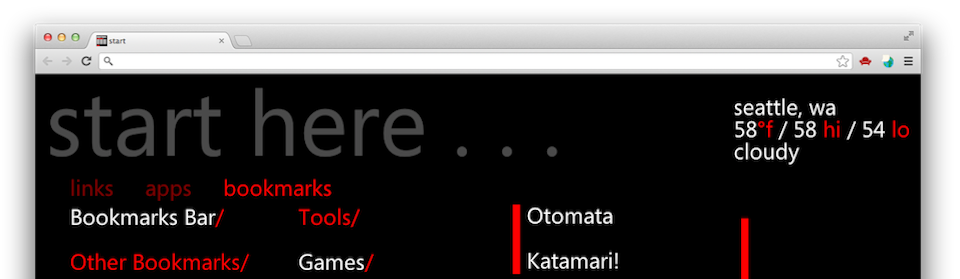 start
start here . . .
seattle, wa
58°f / 58 hi / 54 lo
cloudy
links apps bookmarks
Bookmarks Bar/ Tools/ Otomata
Other Bookmarks/ Games/ Katamari!